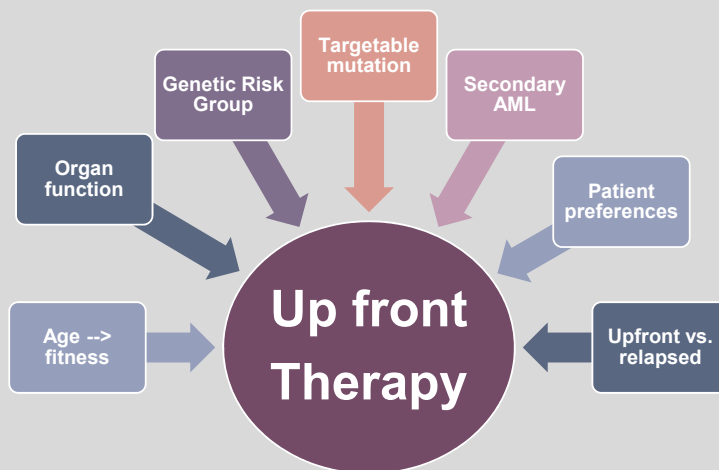 Targetable
mutation
Genetic Risk
Group
Secondary
AML
Organ
function
Patient
preferences
Age -->
fitness
Up front
Therapy
Upfront vs.
relapsed